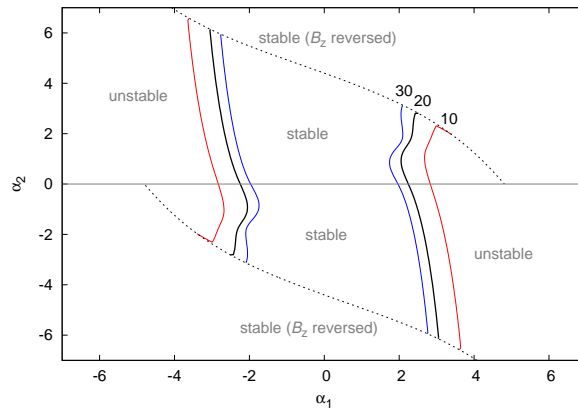 6
4
2
0
-2
-4
-6
α2
stable (Bz reversed)
unstable
stable
30
20
10
stable
unstable
stable (Bz reversed)
-6 -4 -2 0 2 4 6
α1